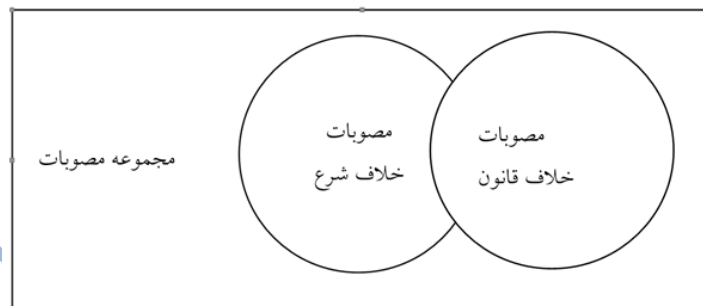 مصوبات
خلاف قانون
مصوبات
خلاف شرع
مجموعه مصوبات